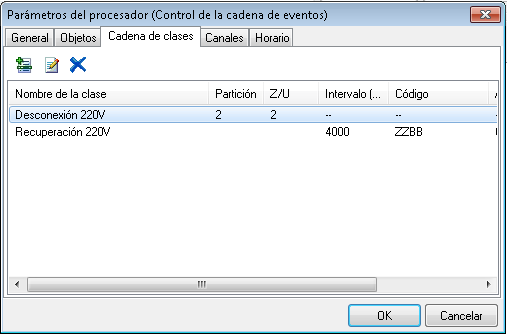 Parámetros del procesador (Control de la cadena de eventos)
General Objetos Cadena de clases Canales Horario
Nombre de la clase Partición Z/U Intervalo (... Código
Desconexión 220V 2 2 -- --
Recuperación 220V 4000 ZZBB
OK Cancelar